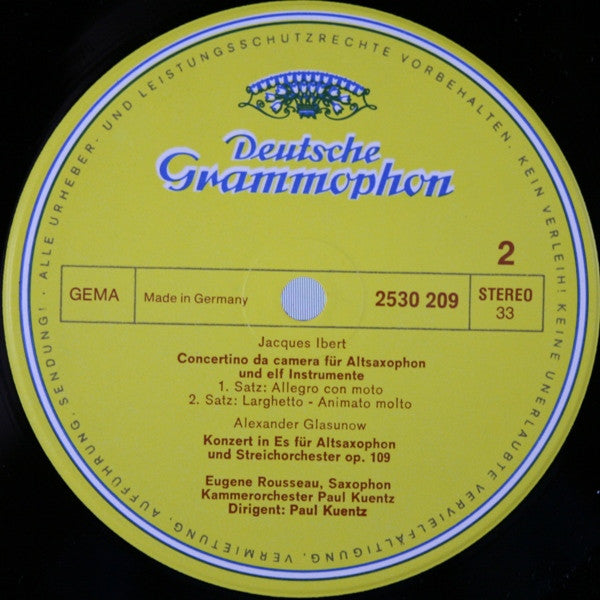 · ALLE URHEBER- UND LEISTUNGSSCHUTZRECHTE VORBEHALTEN. KEIN VERLEIH! KEINE UNERLAUBTE VERVIELFÄLTIGUNG, VERMIETUNG, AUFFÜHRUNG, SENDUNG!
Deutsche
Grammophon
2
GEMA
Made in Germany
2530 209
STEREO
33
Jacques Ibert
Concertino da camera für Altsaxophon
und elf Instrumente
1. Satz: Allegro con moto
2. Satz: Larghetto - Animato molto
Alexander Glasunow
Konzert in Es für Altsaxophon
und Streichorchester op. 109
Eugene Rousseau, Saxophon
Kammerorchester Paul Kuentz
Dirigent: Paul Kuentz